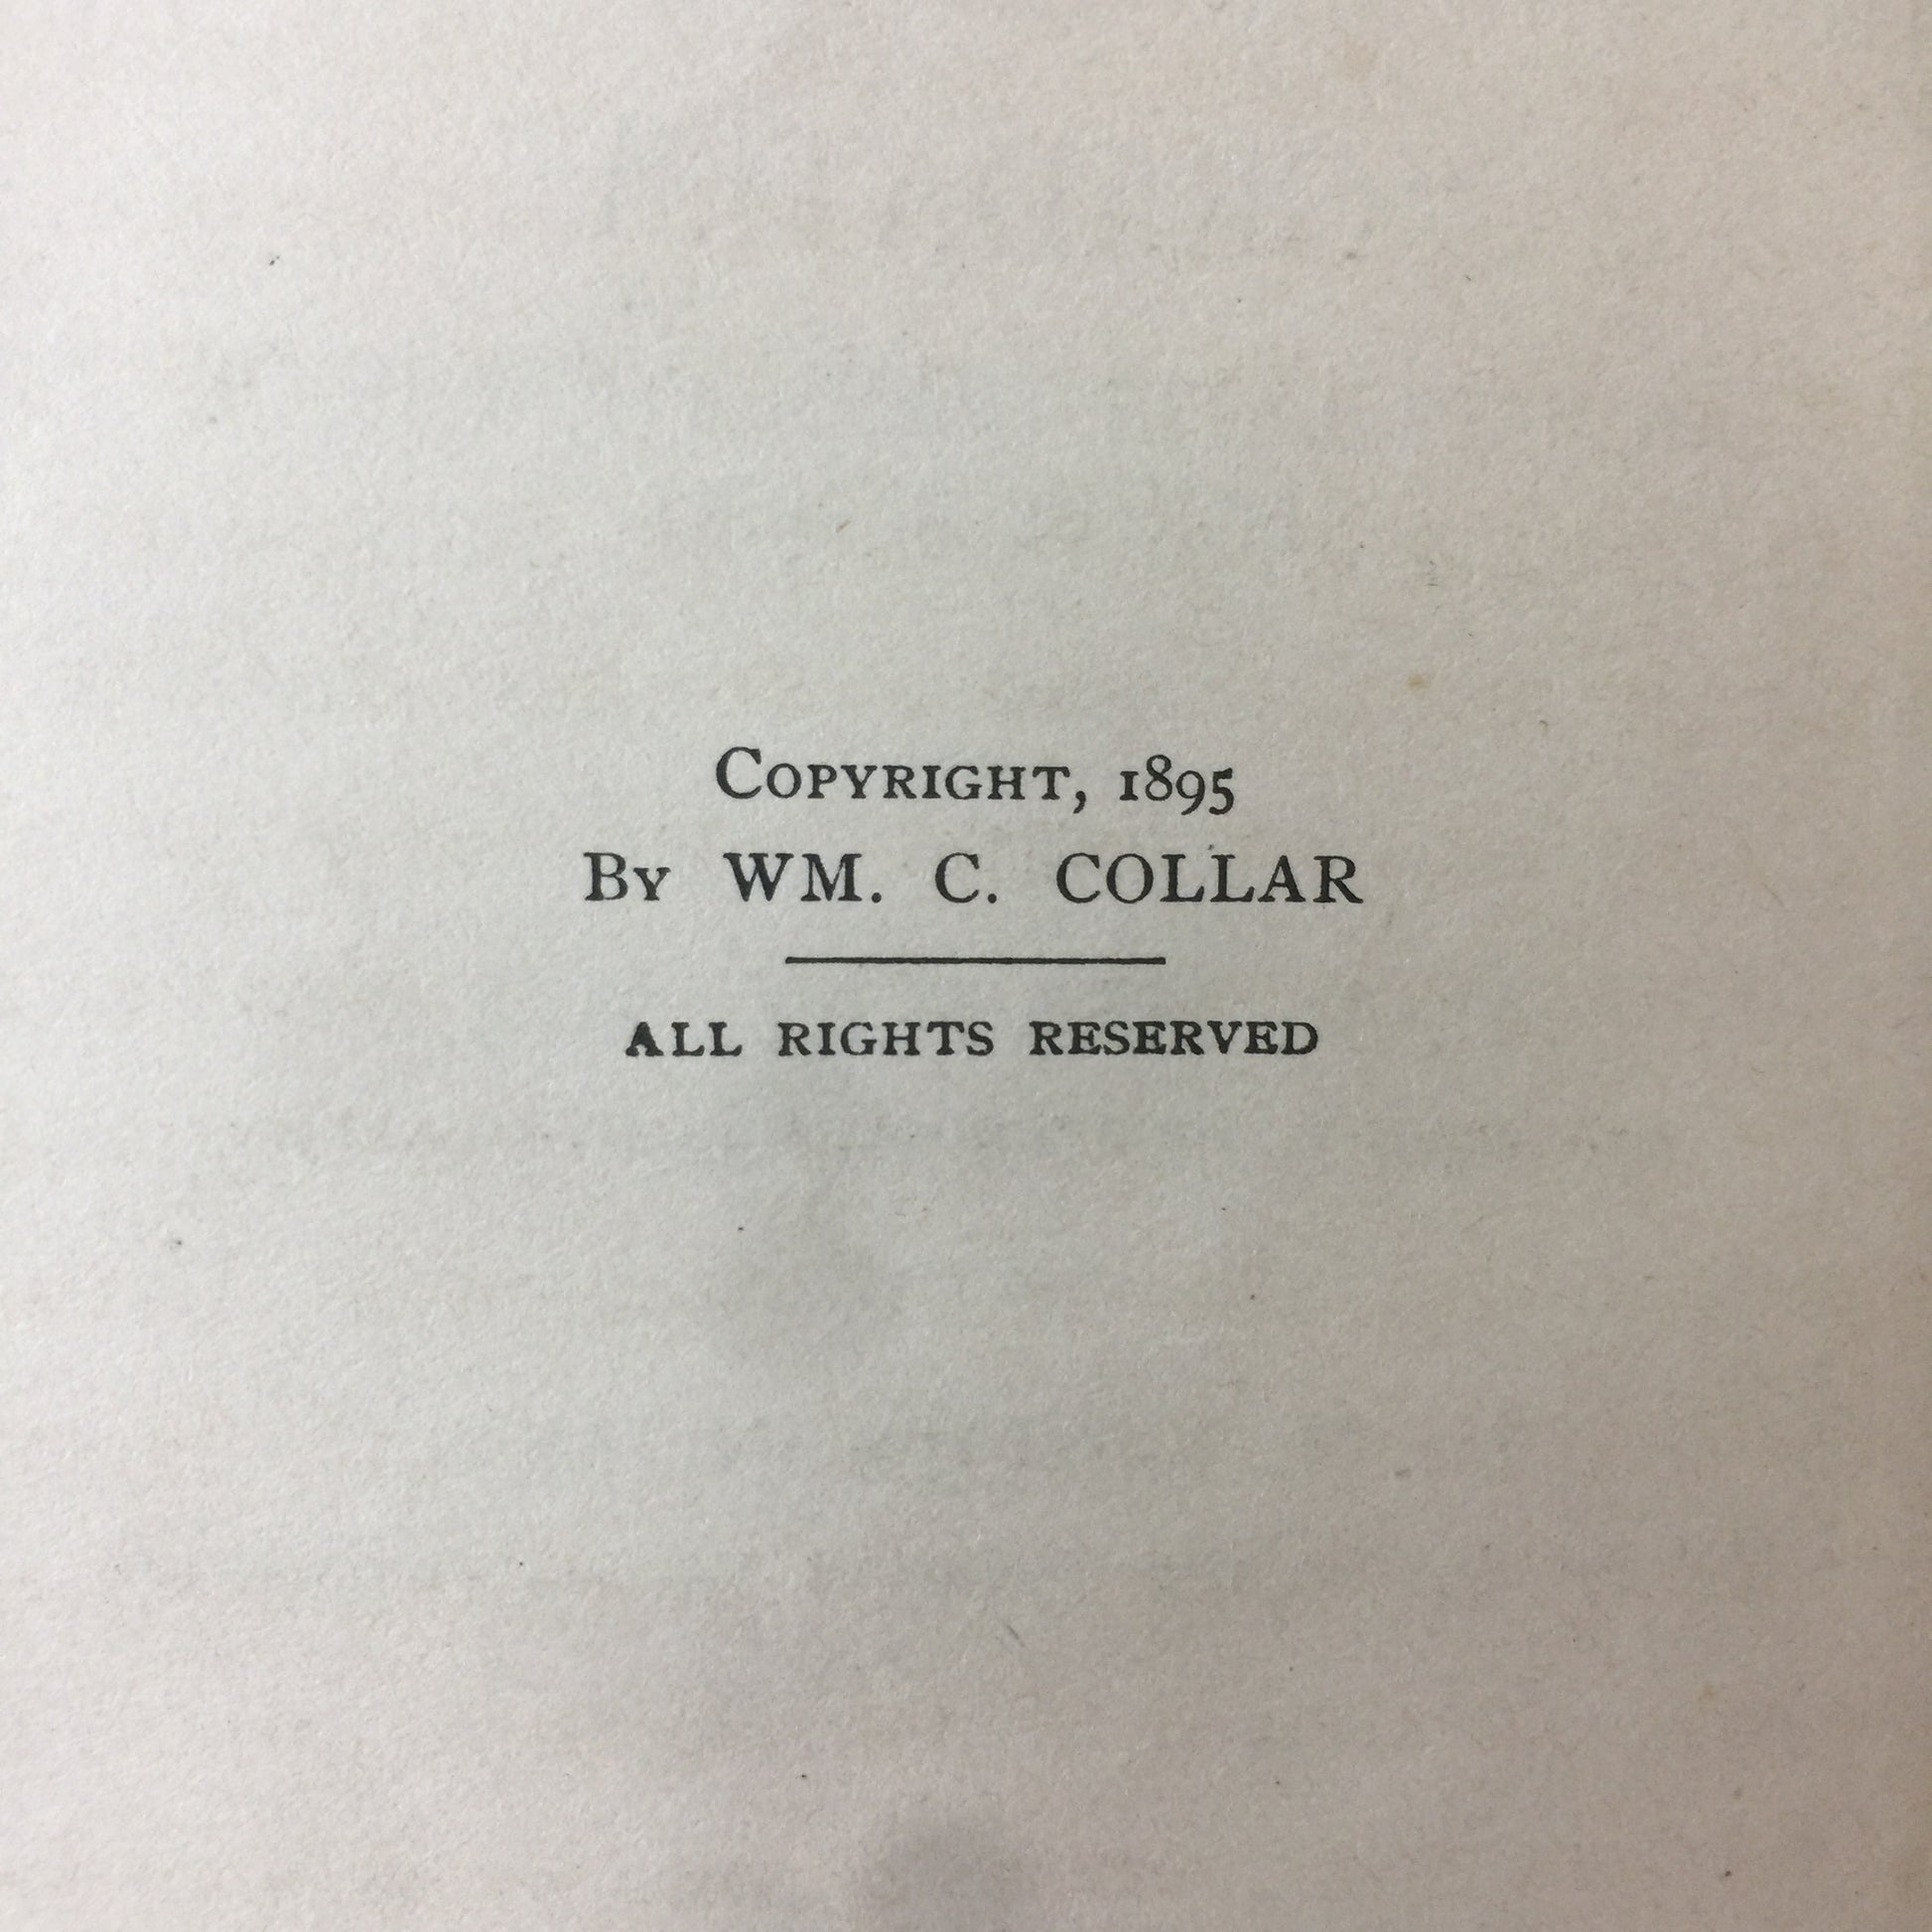 Copyright, 1895
By WM. C. COLLAR
ALL RIGHTS RESERVED